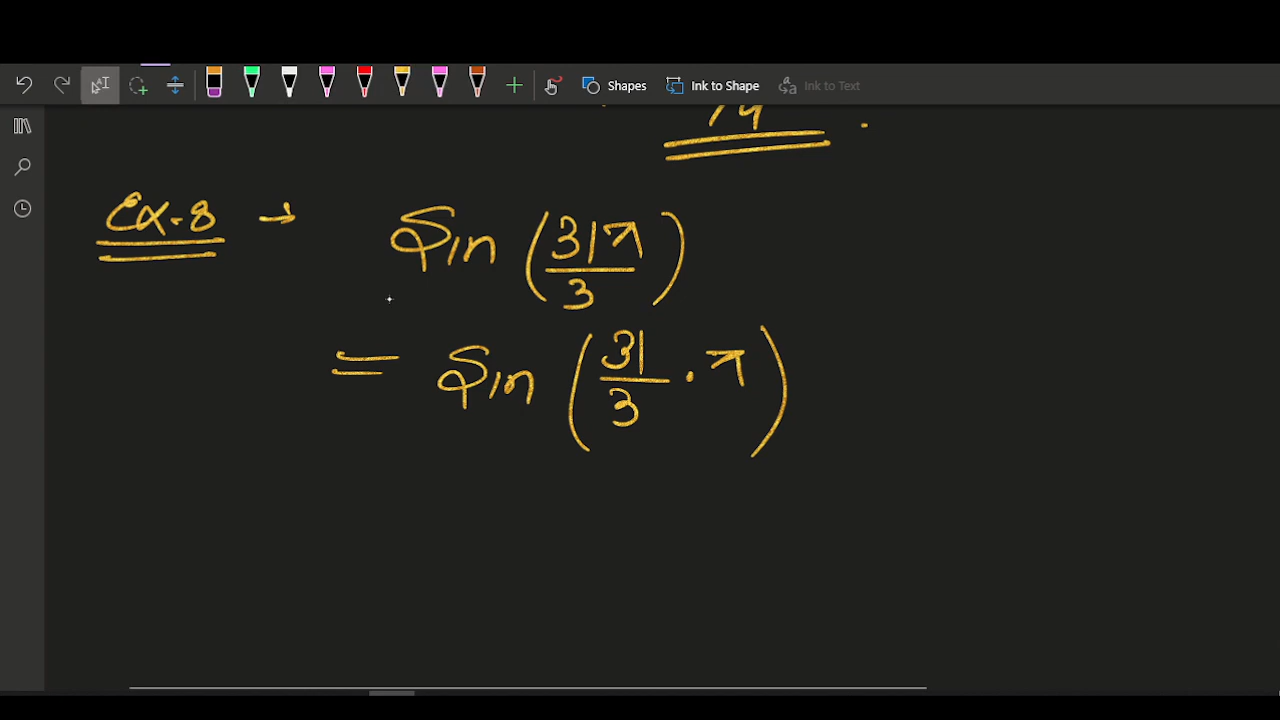 Shapes Ink to Shape Ink to Text
Ex-8 → Sin (31π/3)
= Sin (31/3 . π)